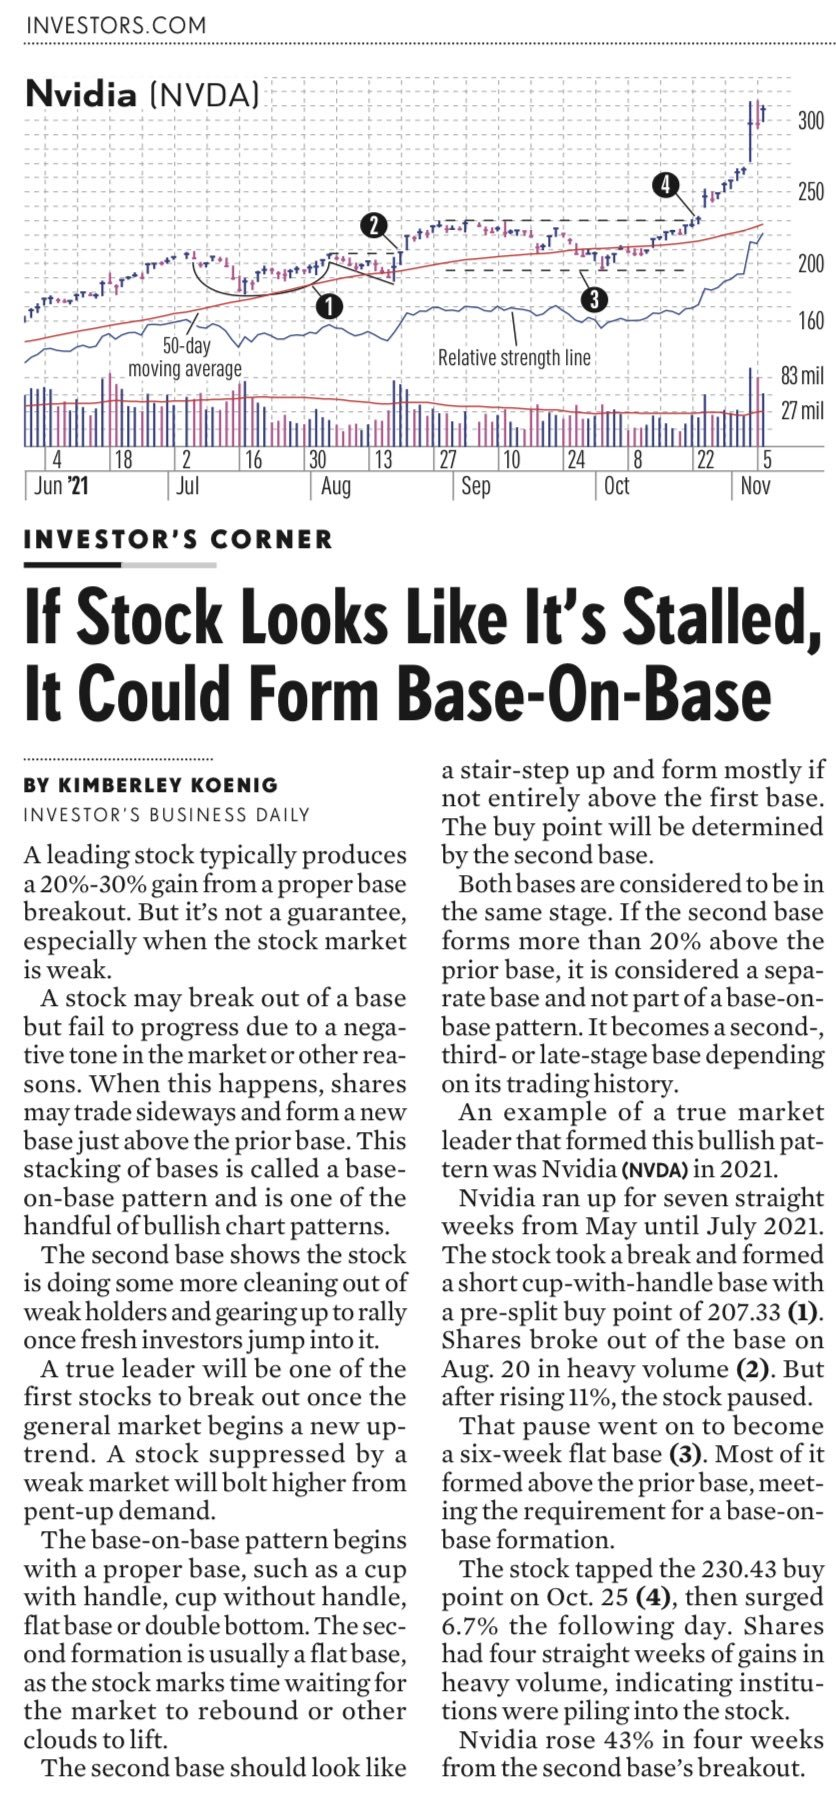 INVESTORS.COM
Nvidia (NVDA)
300
250
200
160
4
2
3
1
50-day
moving average
Relative strength line
83 mil
27 mil
4 18 2 16 30 13 27 10 24 8 22 5
Jun '21 Jul Aug Sep Oct Nov
INVESTOR'S CORNER
If Stock Looks Like It's Stalled,
It Could Form Base-On-Base
BY KIMBERLEY KOENIG
INVESTOR'S BUSINESS DAILY
A leading stock typically produces
a 20%-30% gain from a proper base
breakout. But it's not a guarantee,
especially when the stock market
is weak.
A stock may break out of a base
but fail to progress due to a nega-
tive tone in the market or other rea-
sons. When this happens, shares
may trade sideways and form a new
base just above the prior base. This
stacking of bases is called a base-
on-base pattern and is one of the
handful of bullish chart patterns.
The second base shows the stock
is doing some more cleaning out of
weak holders and gearing up to rally
once fresh investors jump into it.
A true leader will be one of the
first stocks to break out once the
general market begins a new up-
trend. A stock suppressed by a
weak market will bolt higher from
pent-up demand.
The base-on-base pattern begins
with a proper base, such as a cup
with handle, cup without handle,
flat base or double bottom. The sec-
ond formation is usually a flat base,
as the stock marks time waiting for
the market to rebound or other
clouds to lift.
The second base should look like
a stair-step up and form mostly if
not entirely above the first base.
The buy point will be determined
by the second base.
Both bases are considered to be in
the same stage. If the second base
forms more than 20% above the
prior base, it is considered a sepa-
rate base and not part of a base-on-
base pattern. It becomes a second-,
third- or late-stage base depending
on its trading history.
An example of a true market
leader that formed this bullish pat-
tern was Nvidia (NVDA) in 2021.
Nvidia ran up for seven straight
weeks from May until July 2021.
The stock took a break and formed
a short cup-with-handle base with
a pre-split buy point of 207.33 (1).
Shares broke out of the base on
Aug. 20 in heavy volume (2). But
after rising 11%, the stock paused.
That pause went on to become
a six-week flat base (3). Most of it
formed above the prior base, meet-
ing the requirement for a base-on-
base formation.
The stock tapped the 230.43 buy
point on Oct. 25 (4), then surged
6.7% the following day. Shares
had four straight weeks of gains in
heavy volume, indicating institu-
tions were piling into the stock.
Nvidia rose 43% in four weeks
from the second base's breakout.